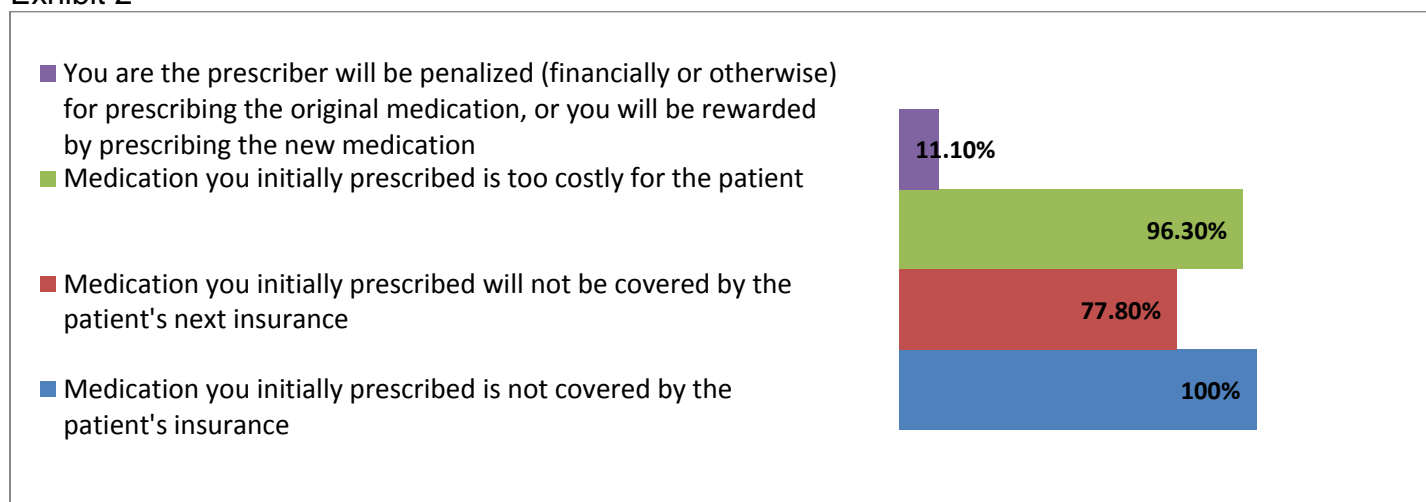 Exhibit 2
You are the prescriber will be penalized (financially or otherwise)
for prescribing the original medication, or you will be rewarded
by prescribing the new medication
11.10%
Medication you initially prescribed is too costly for the patient
96.30%
Medication you initially prescribed will not be covered by the
patient's next insurance
77.80%
Medication you initially prescribed is not covered by the
patient's insurance
100%